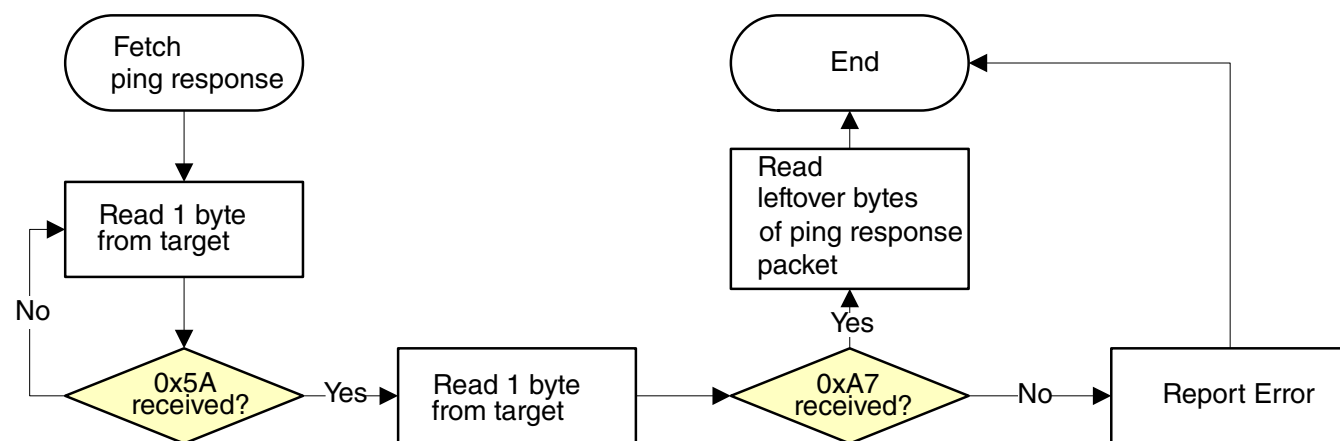 Fetch
ping response
Read 1 byte
from target
No
0x5A
received?
Yes
Read 1 byte
from target
0xA7
received?
Yes
Read
leftover bytes
of ping response
packet
End
No
Report Error